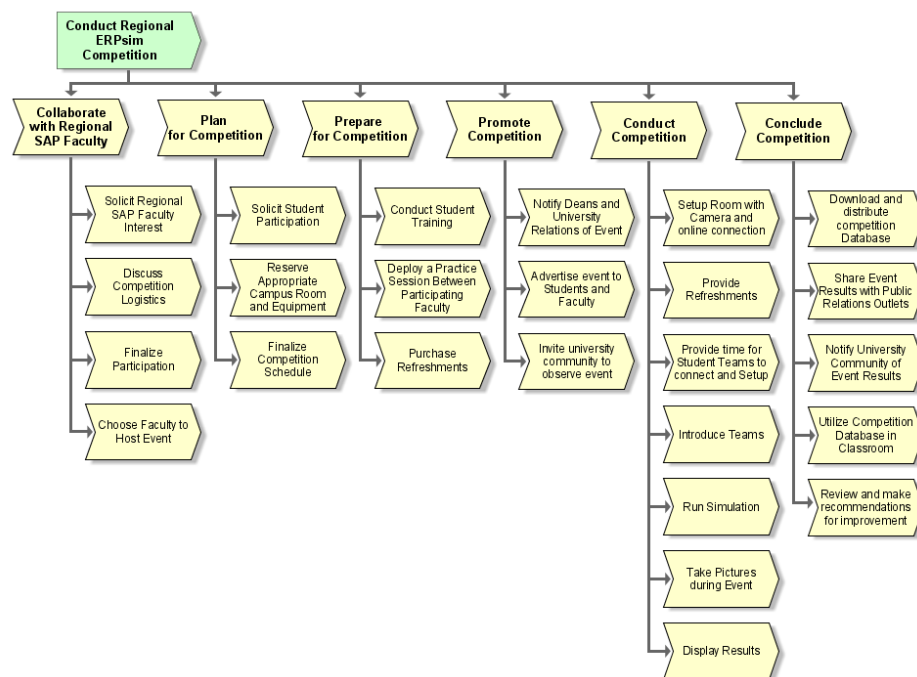 Conduct Regional
ERPsim
Competition
Collaborate
with Regional
SAP Faculty
Plan
for Competition
Prepare
for Competition
Promote
Competition
Conduct
Competition
Conclude
Competition
Solicit Regional
SAP Faculty
Interest
Discuss
Competition
Logistics
Finalize
Participation
Choose Faculty to
Host Event
Solicit Student
Participation
Reserve
Appropriate
Campus Room
and Equipment
Finalize
Competition
Schedule
Conduct Student
Training
Deploy a Practice
Session Between
Participating
Faculty
Purchase
Refreshments
Notify Deans and
University
Relations of Event
Advertise event to
Students and
Faculty
Invite university
community to
observe event
Setup Room with
Camera and
online connection
Provide
Refreshments
Provide time for
Student Teams to
connect and Setup
Introduce Teams
Run Simulation
Take Pictures
during Event
Display Results
Download and
distribute
competition
Database
Share Event
Results with Public
Relations Outlets
Notify University
Community of
Event Results
Utilize Competition
Database in
Classroom
Review and make
recommendations
for improvement